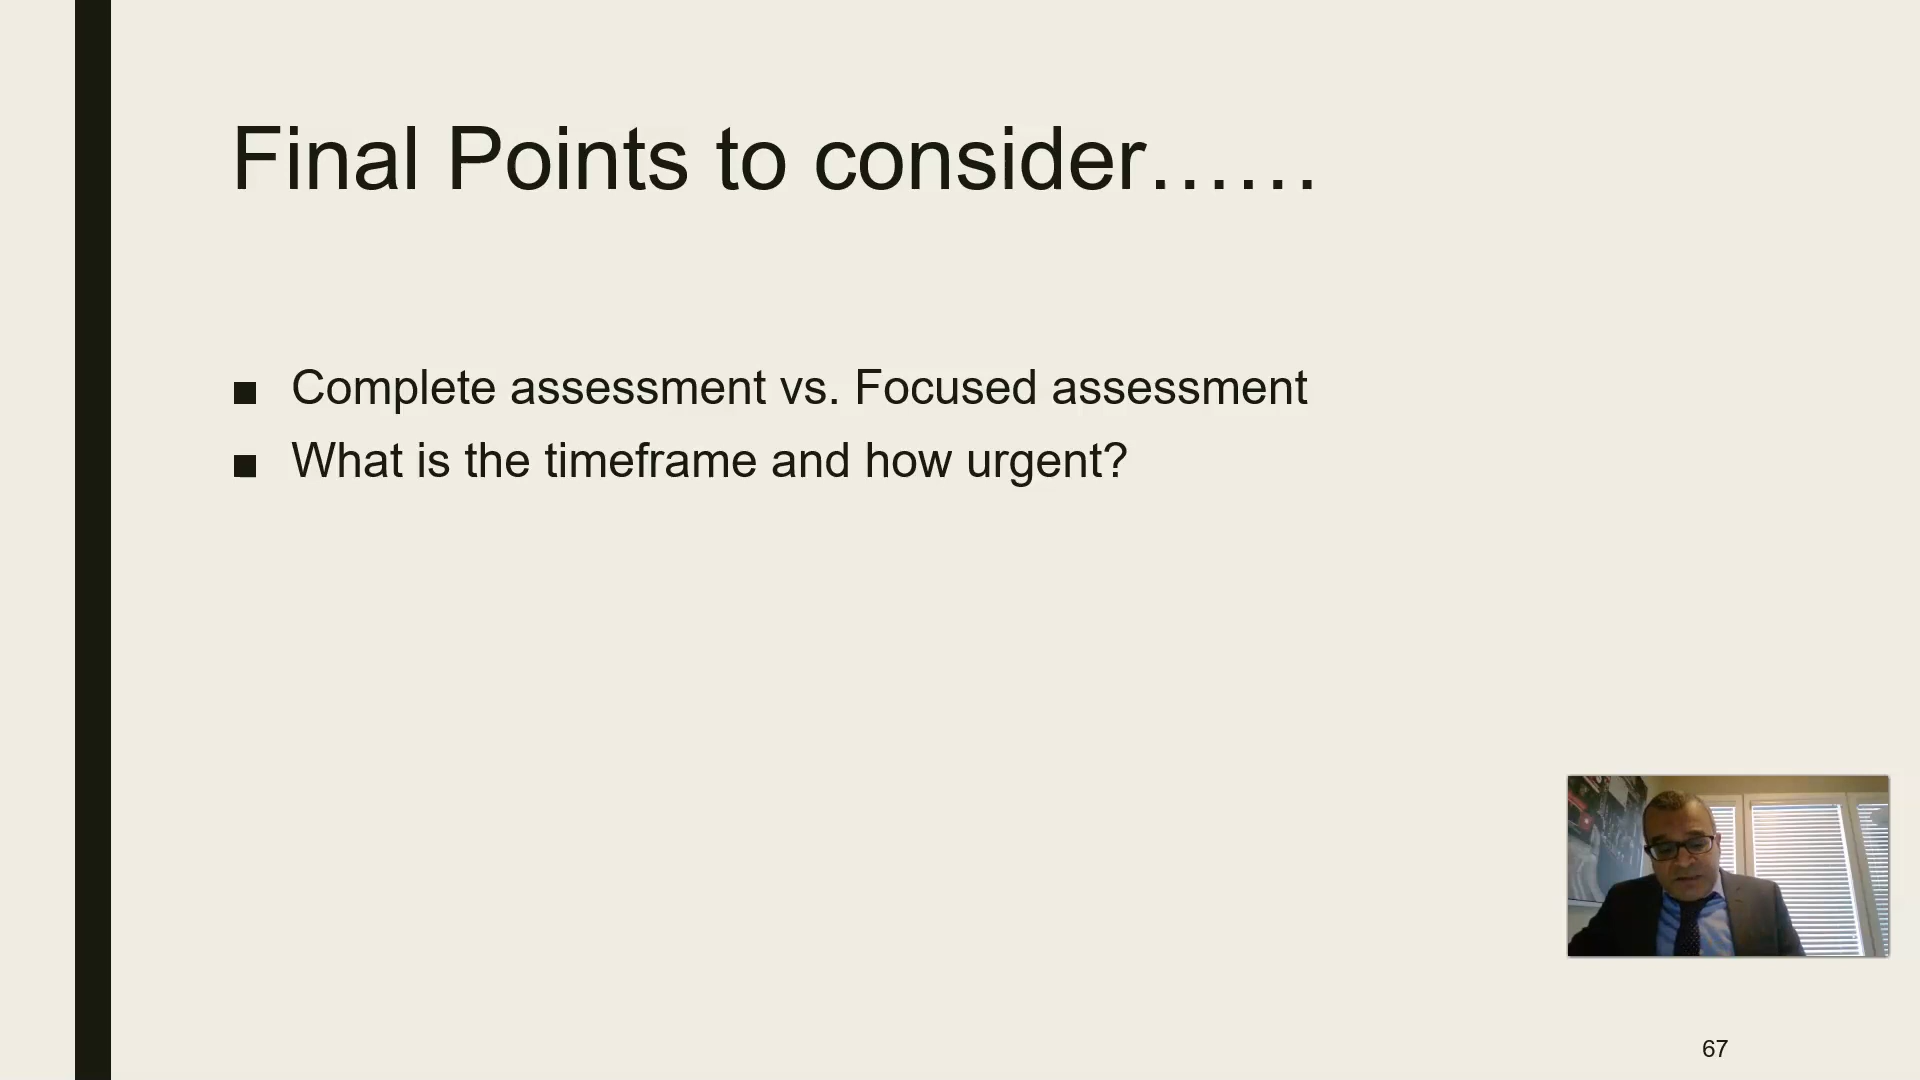 Final Points to consider……
■ Complete assessment vs. Focused assessment
■ What is the timeframe and how urgent?
67